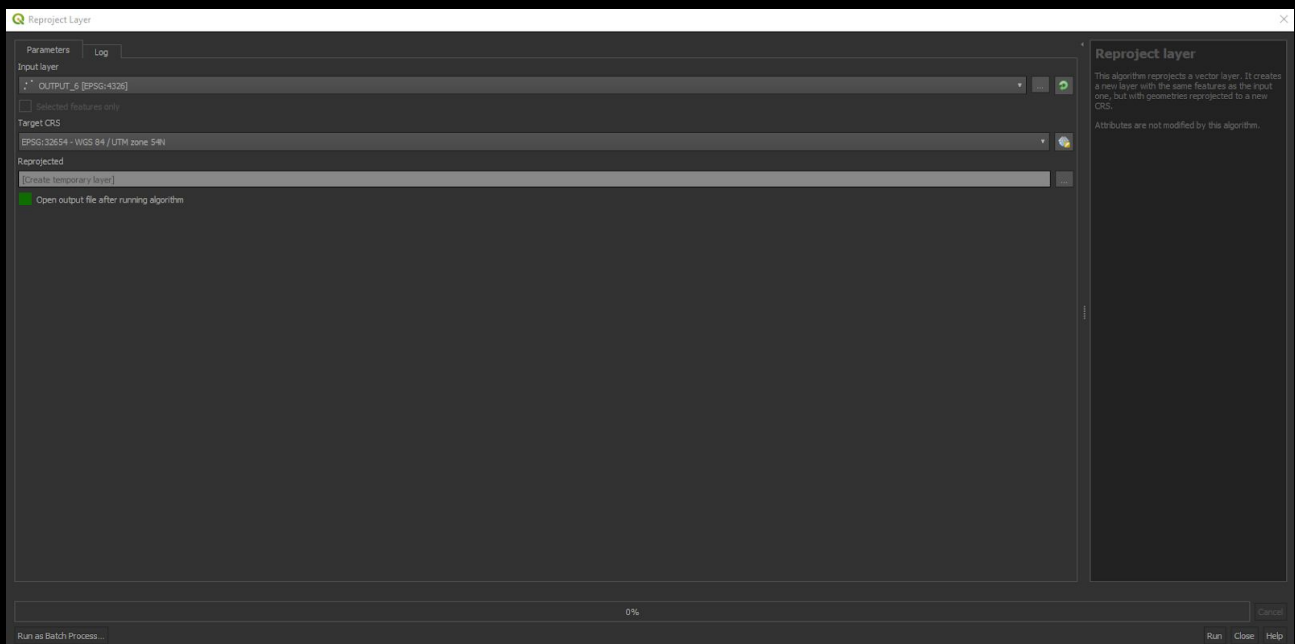 Reproject Layer
Parameters
Log
Input layer
OUTPUT_6 [EPSG:4326]
...
Selected features only
Target CRS
EPSG:32654 - WGS 84 / UTM zone 54N
Reprojected
[Create temporary layer]
...
Open output file after running algorithm
Reproject layer
This algorithm reprojects a vector layer. It creates
a new layer with the same features as the input
one, but with geometries reprojected to a new
CRS.
Attributes are not modified by this algorithm.
0%
Cancel
Run as Batch Process...
Run Close Help